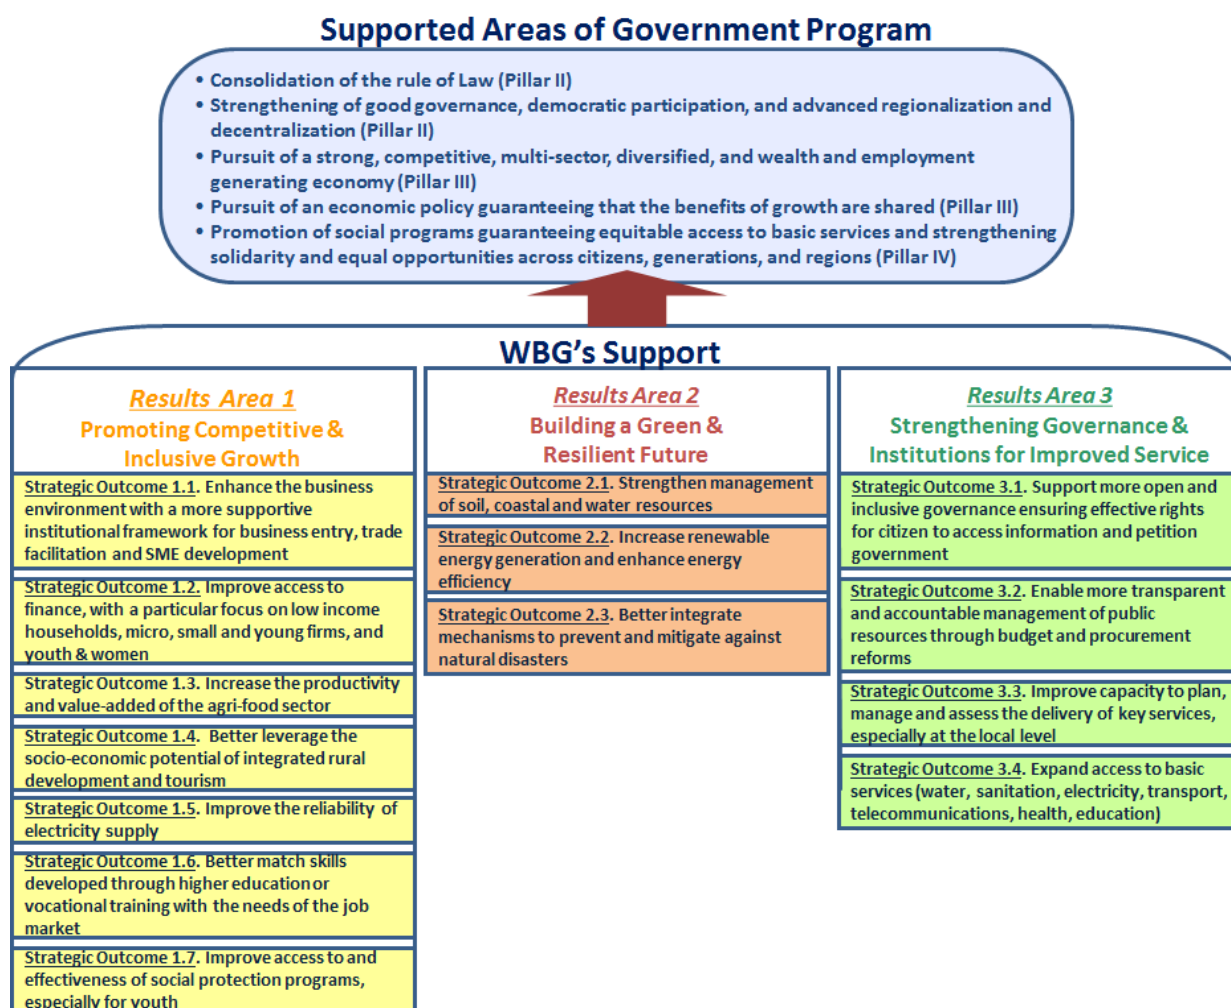 Supported Areas of Government Program
• Consolidation of the rule of Law (Pillar II)
• Strengthening of good governance, democratic participation, and advanced regionalization and
decentralization (Pillar II)
• Pursuit of a strong, competitive, multi-sector, diversified, and wealth and employment
generating economy (Pillar III)
• Pursuit of an economic policy guaranteeing that the benefits of growth are shared (Pillar III)
• Promotion of social programs guaranteeing equitable access to basic services and strengthening
solidarity and equal opportunities across citizens, generations, and regions (Pillar IV)
WBG's Support
Results Area 1
Promoting Competitive &
Inclusive Growth
Strategic Outcome 1.1. Enhance the business
environment with a more supportive
institutional framework for business entry, trade
facilitation and SME development
Strategic Outcome 1.2. Improve access to
finance, with a particular focus on low income
households, micro, small and young firms, and
youth & women
Strategic Outcome 1.3. Increase the productivity
and value-added of the agri-food sector
Strategic Outcome 1.4. Better leverage the
socio-economic potential of integrated rural
development and tourism
Strategic Outcome 1.5. Improve the reliability of
electricity supply
Strategic Outcome 1.6. Better match skills
developed through higher education or
vocational training with the needs of the job
market
Strategic Outcome 1.7. Improve access to and
effectiveness of social protection programs,
especially for youth
Results Area 2
Building a Green &
Resilient Future
Strategic Outcome 2.1. Strengthen management
of soil, coastal and water resources
Strategic Outcome 2.2. Increase renewable
energy generation and enhance energy
efficiency
Strategic Outcome 2.3. Better integrate
mechanisms to prevent and mitigate against
natural disasters
Results Area 3
Strengthening Governance &
Institutions for Improved Service
Strategic Outcome 3.1. Support more open and
inclusive governance ensuring effective rights
for citizen to access information and petition
government
Strategic Outcome 3.2. Enable more transparent
and accountable management of public
resources through budget and procurement
reforms
Strategic Outcome 3.3. Improve capacity to plan,
manage and assess the delivery of key services,
especially at the local level
Strategic Outcome 3.4. Expand access to basic
services (water, sanitation, electricity, transport,
telecommunications, health, education)